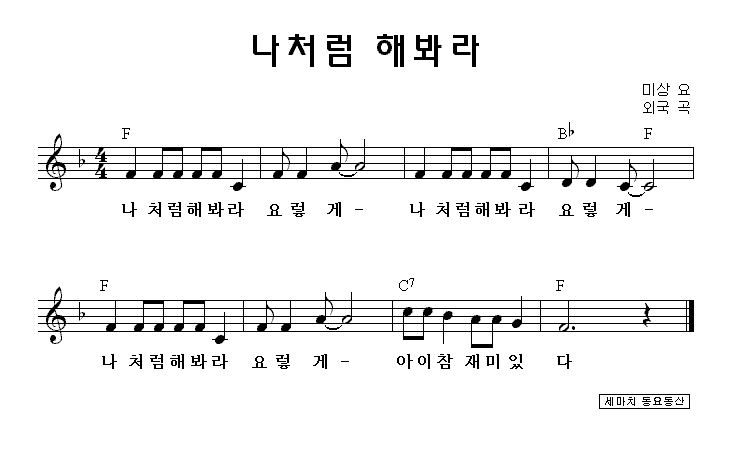 나처럼 해봐라
미상 요
외국 곡
F B♭ F
4
4
나 처럼해봐라 요렇 게- 나 처럼해봐 라 요렇 게-
F C7 F
나 처럼해봐라 요렇 게- 아이참 재미있 다
세마치 동요동산